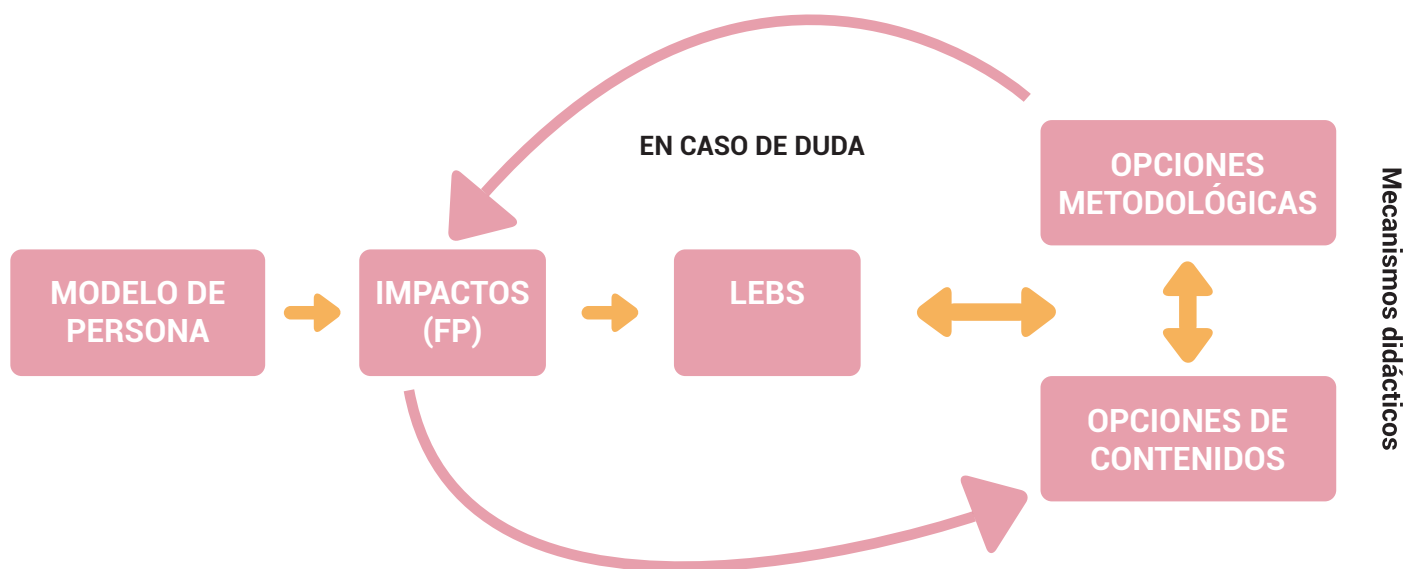 EN CASO DE DUDA
MODELO DE
PERSONA
IMPACTOS
(FP)
LEBS
OPCIONES
METODOLÓGICAS
OPCIONES DE
CONTENIDOS
Mecanismos didácticos